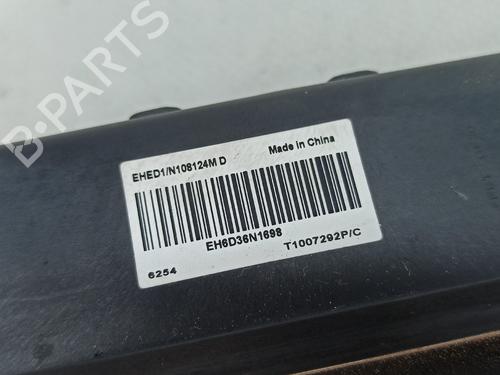 B-PARTS
EHED1/N108124M D Made in China
EH6D36N1698
6254 T1007292P/C